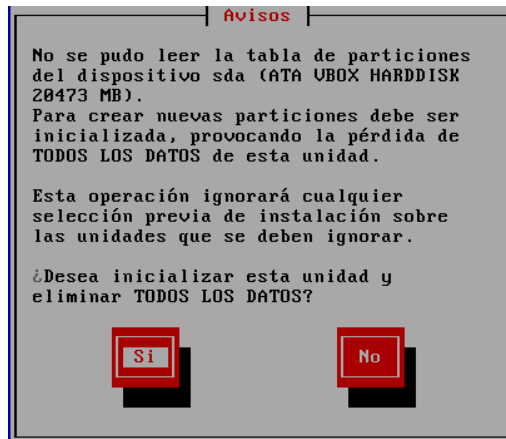 Avisos
No se pudo leer la tabla de particiones
del dispositivo sda (ATA VBOX HARDDISK
20473 MB).
Para crear nuevas particiones debe ser
inicializada, provocando la pérdida de
TODOS LOS DATOS de esta unidad.
Esta operación ignorará cualquier
selección previa de instalación sobre
las unidades que se deben ignorar.
¿Desea inicializar esta unidad y
eliminar TODOS LOS DATOS?
Si No